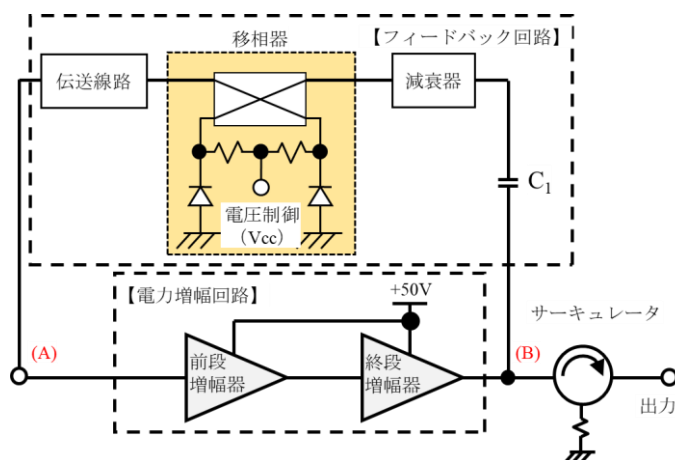 【フィードバック回路】
移相器
伝送線路
減衰器
C₁
電圧制御
（Vcc）
【電力増幅回路】
+50V
サーキュレータ
(A)
(B)
前段
増幅器
終段
増幅器
出力